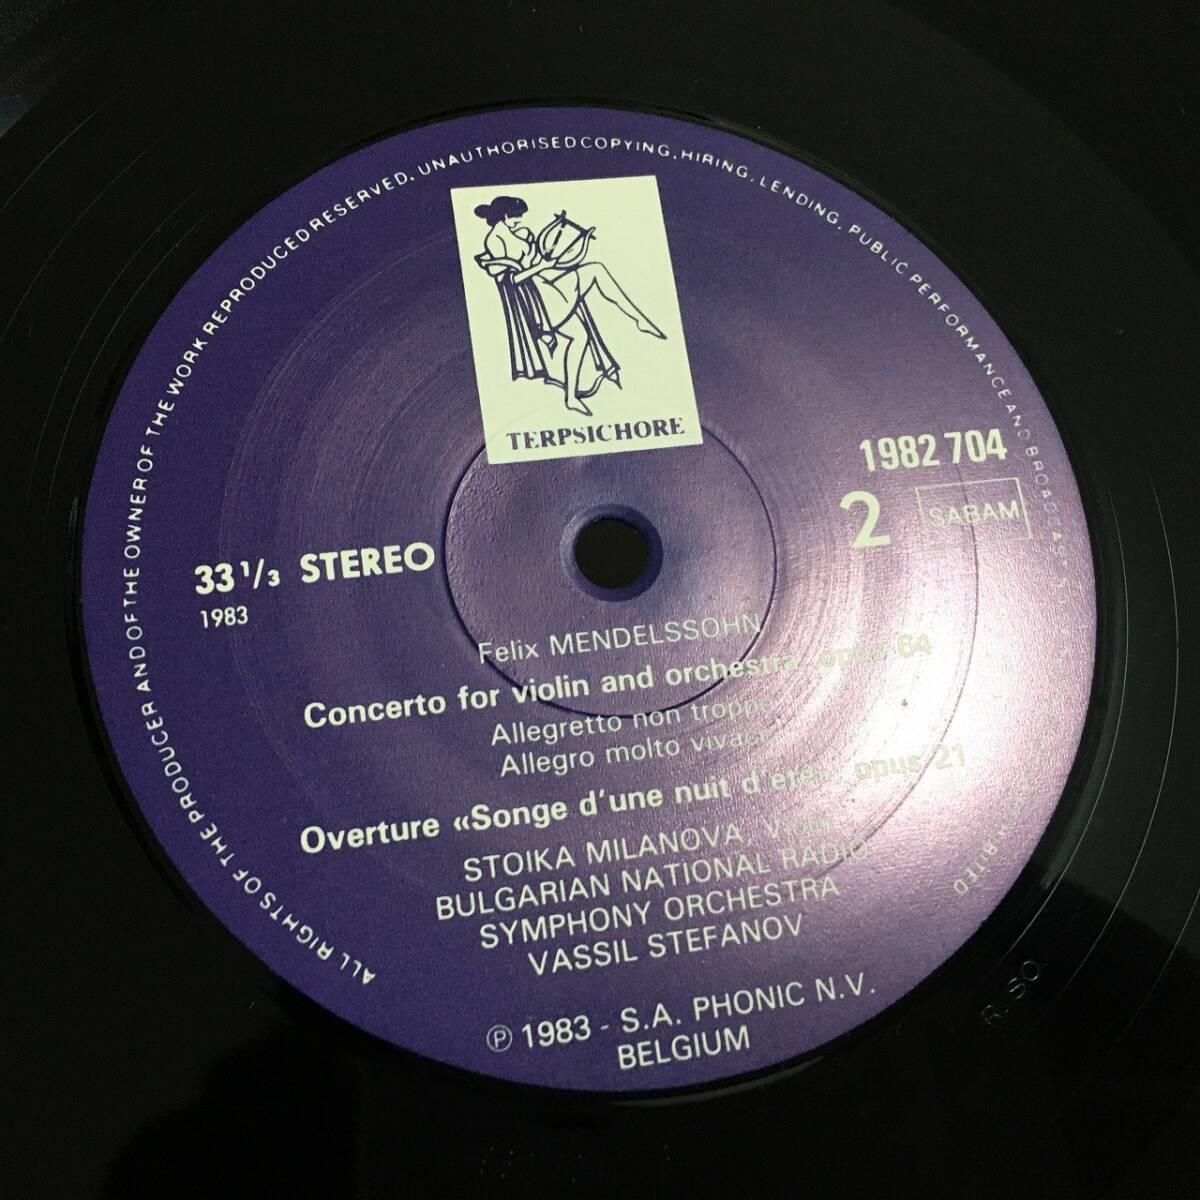 ALL RIGHTS OF THE PRODUCER AND OF THE OWNER OF THE WORK REPRODUCED RESERVED. UNAUTHORISED COPYING, HIRING, LENDING, PUBLIC PERFORMANCE AND BROADCAST
TERPSICHORE
1982 704
2
SABAM
33 1/3 STEREO
1983
Felix MENDELSSOHN
Concerto for violin and orchestra, opus 64
Allegretto non troppo
Allegro molto vivace
Overture «Songe d'une nuit d'été», opus 21
STOIKA MILANOVA,
BULGARIAN NATIONAL RADIO
SYMPHONY ORCHESTRA
VASSIL STEFANOV
℗ 1983 - S.A. PHONIC N.V.
BELGIUM
R. SO.